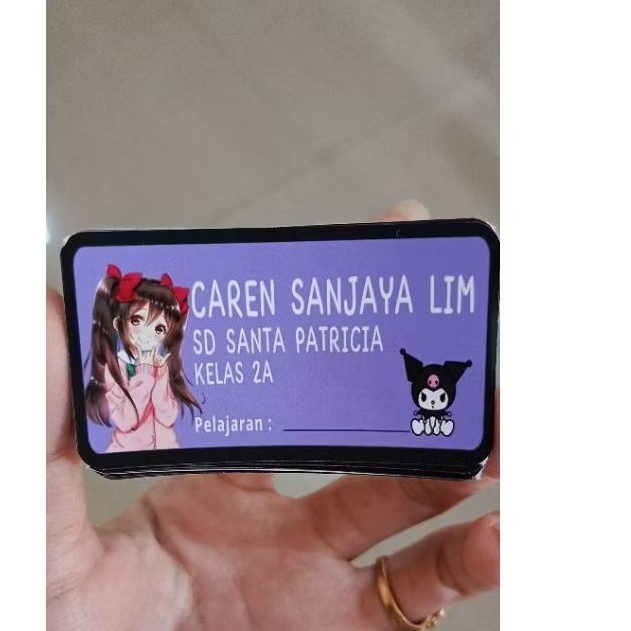 CAREN SANJAYA LIM
SD SANTA PATRICIA
KELAS 2A
Pelajaran :